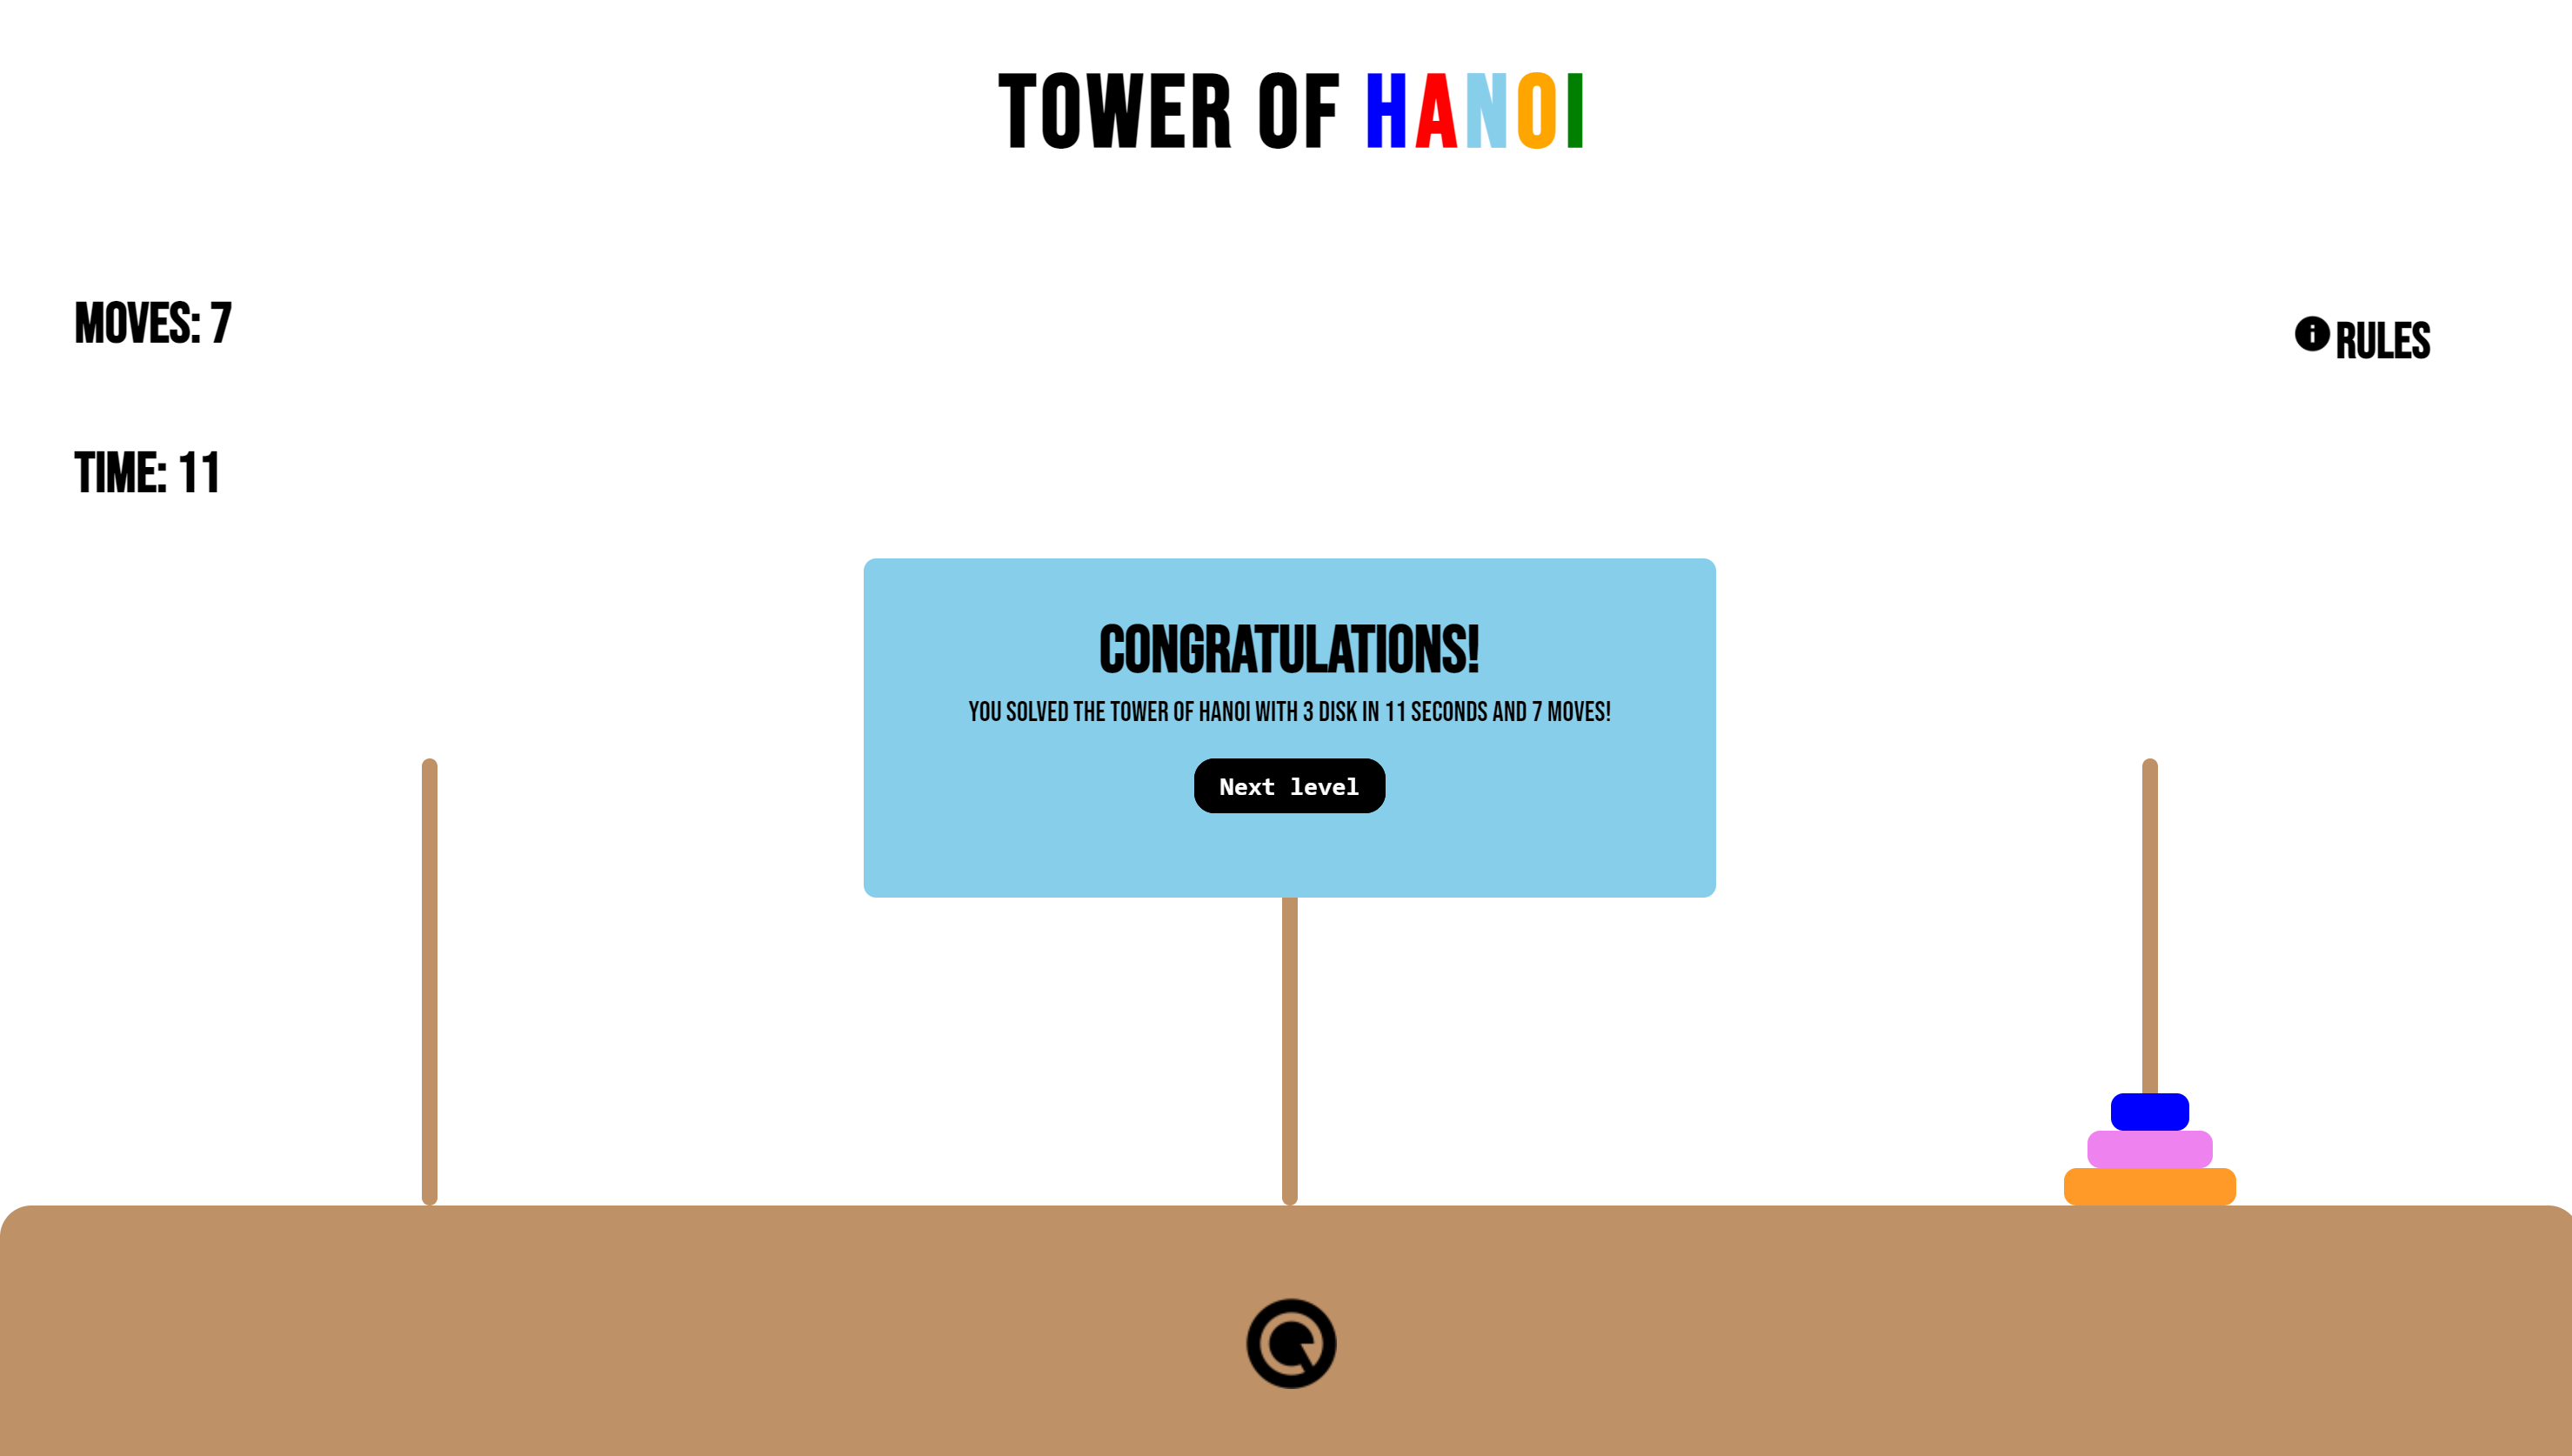 TOWER OF HANOI
MOVES: 7
RULES
TIME: 11
CONGRATULATIONS!
YOU SOLVED THE TOWER OF HANOI WITH 3 DISK IN 11 SECONDS AND 7 MOVES!
Next level